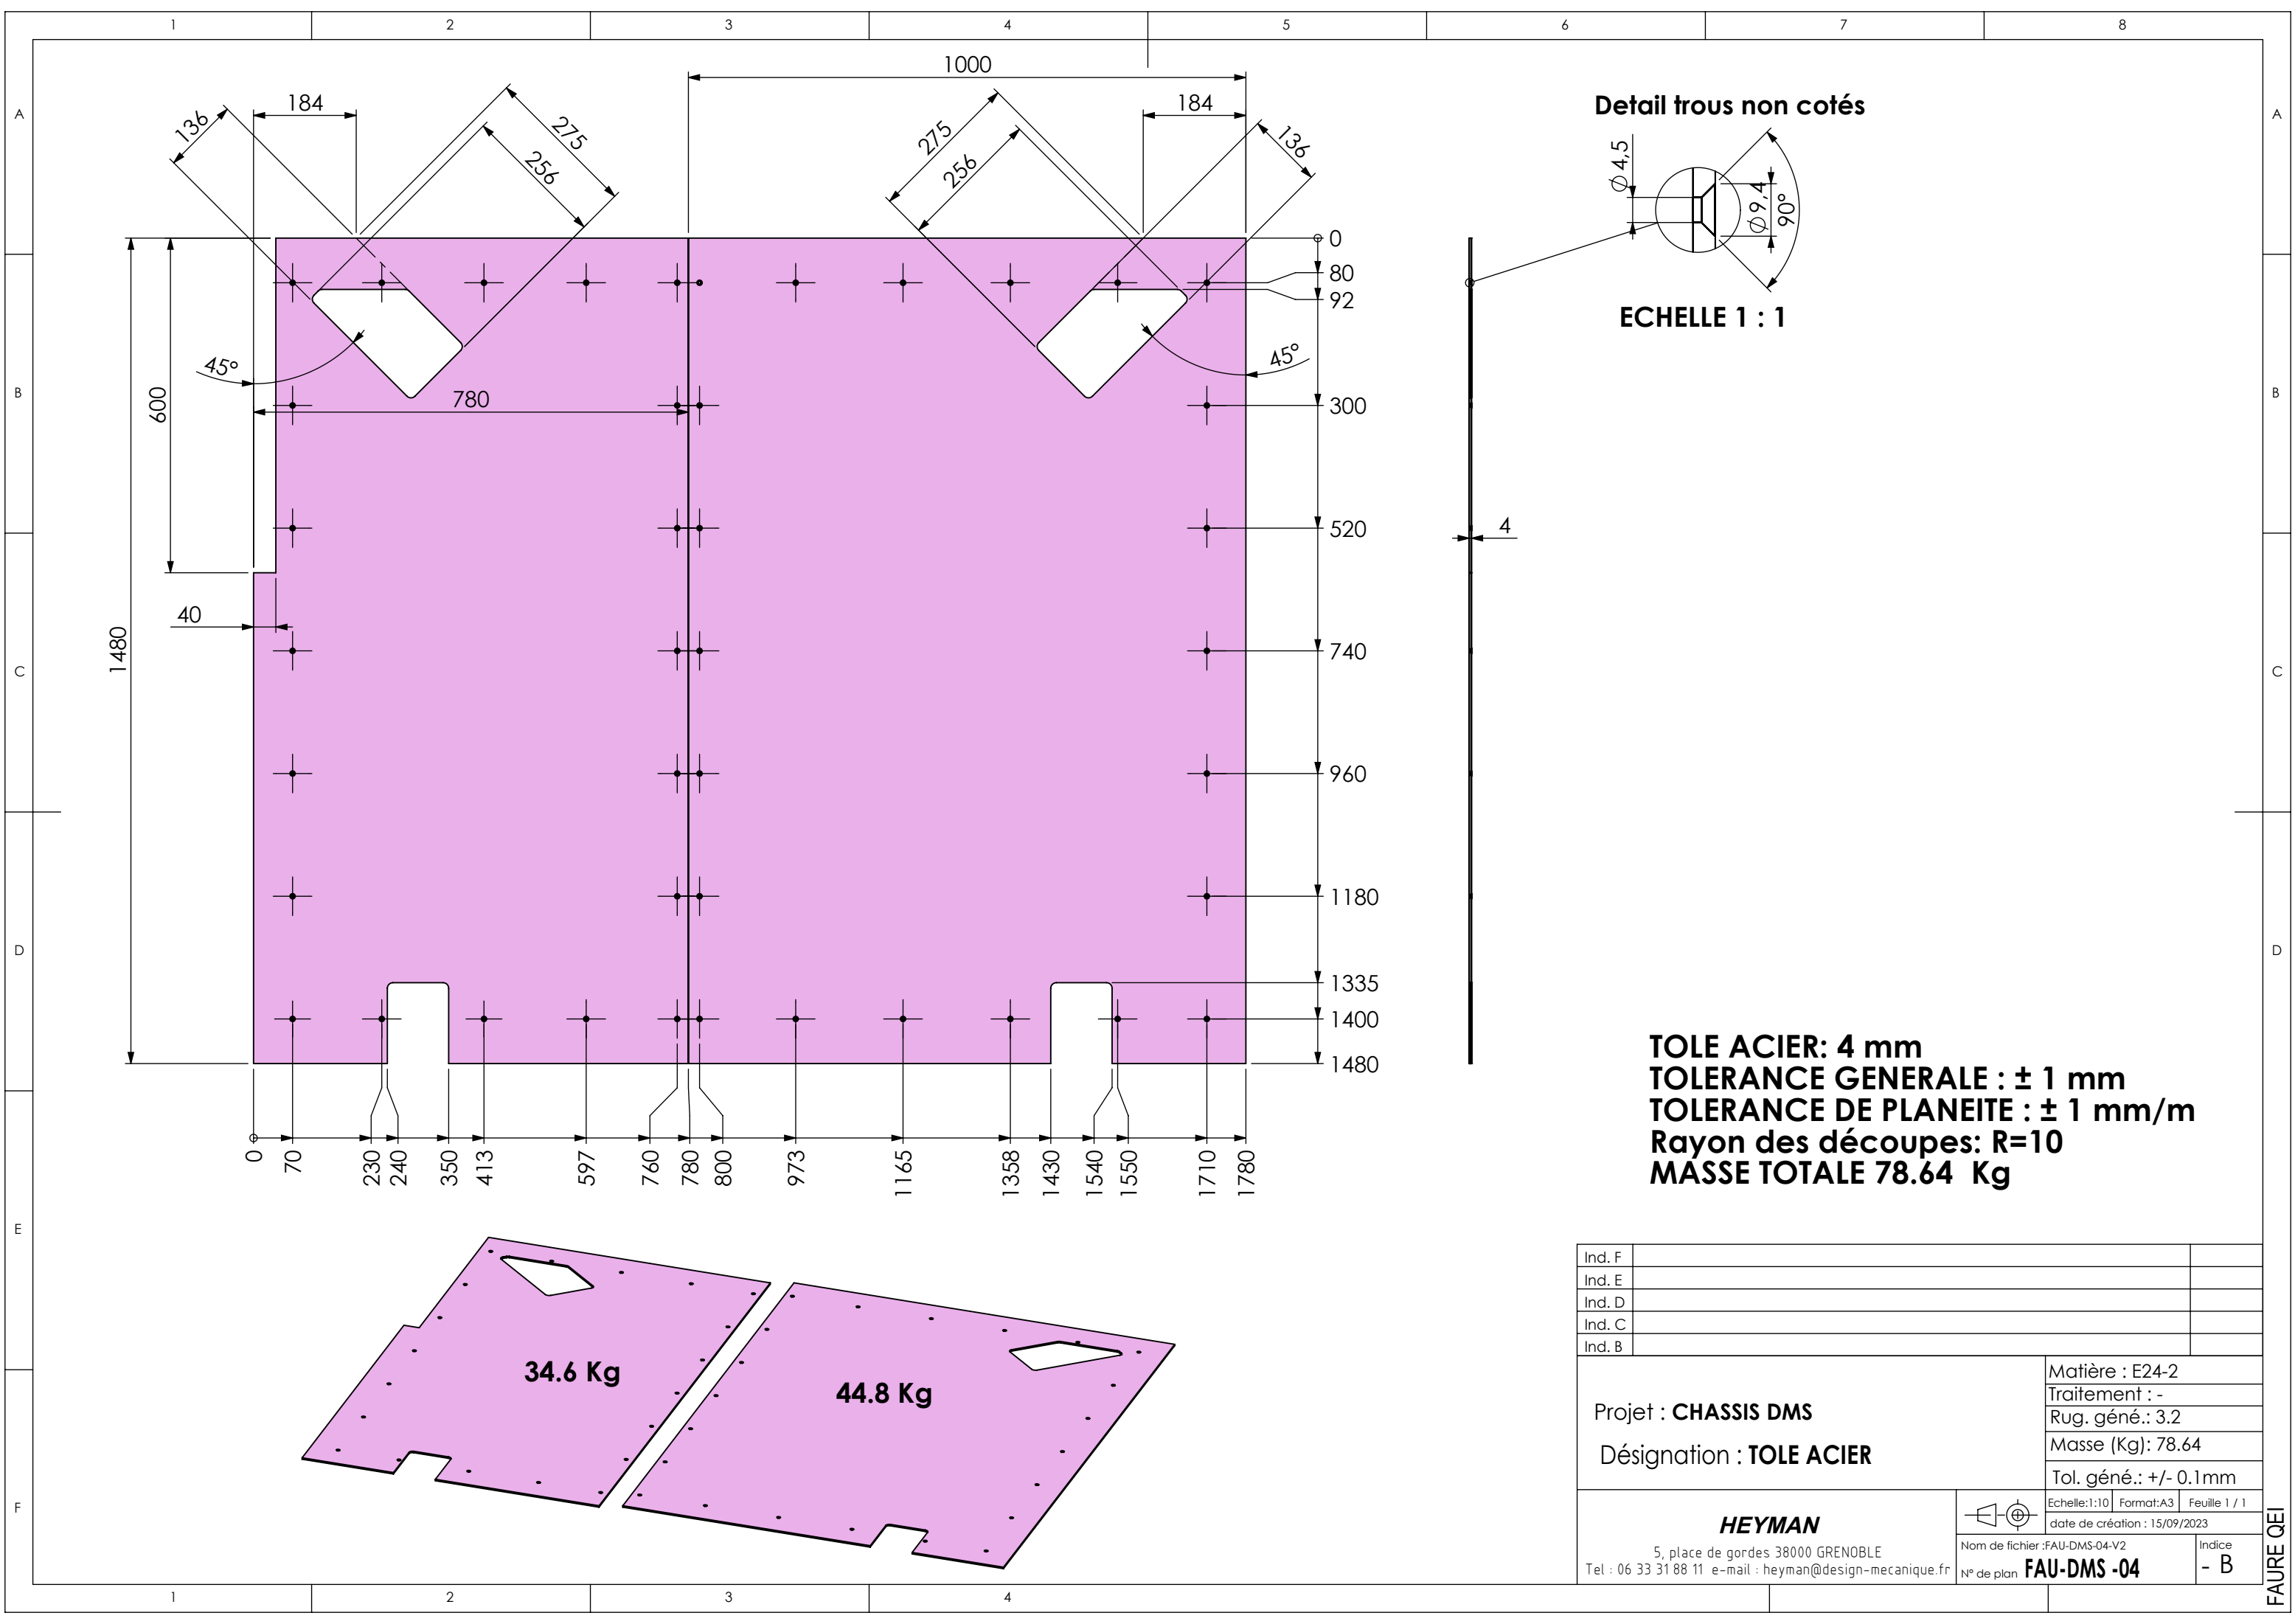 1 2 3 4 5 6 7 8
A
B
C
D
E
F
A
B
C
D
1000
184
184
136
275
256
275
256
136
45°
45°
780
600
40
1480
0
80
92
300
520
740
960
1180
1335
1400
1480
0 70 230 240 350 413 597 760 780 800 973 1165 1358 1430 1540 1550 1710 1780
Detail trous non cotés
Ø 4,5
Ø9,4
90°
ECHELLE 1 : 1
4
TOLE ACIER: 4 mm
TOLERANCE GENERALE : ± 1 mm
TOLERANCE DE PLANEITE : ± 1 mm/m
Rayon des découpes: R=10
MASSE TOTALE 78.64 Kg
34.6 Kg
44.8 Kg
Ind. F
Ind. E
Ind. D
Ind. C
Ind. B
Projet : CHASSIS DMS
Désignation : TOLE ACIER
Matière : E24-2
Traitement : -
Rug. géné.: 3.2
Masse (Kg): 78.64
Tol. géné.: +/- 0.1mm
Echelle:1:10 Format:A3 Feuille 1 / 1
date de création : 15/09/2023
HEYMAN
5, place de gordes 38000 GRENOBLE
Tel : 06 33 31 88 11 e-mail : heyman@design-mecanique.fr
Nom de fichier :FAU-DMS-04-V2
N° de plan FAU-DMS -04
Indice
- B
FAURE QEI
1 2 3 4